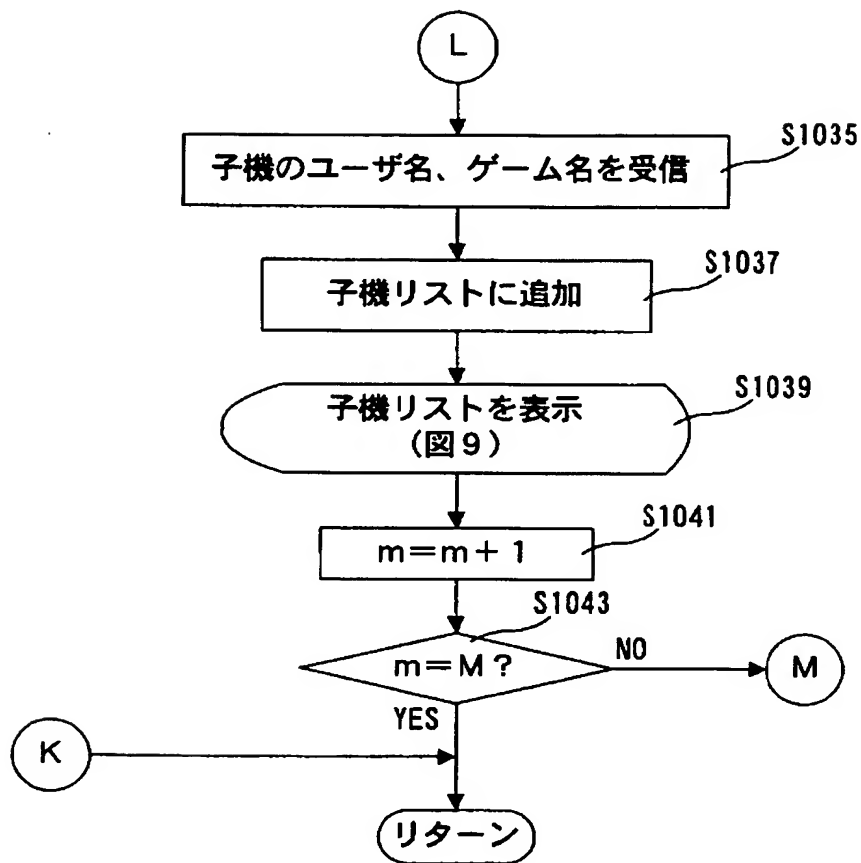 L
S1035
子機のユーザ名、ゲーム名を受信
S1037
子機リストに追加
S1039
子機リストを表示
(図9)
S1041
m=m+1
S1043
m=M?
NO
M
YES
K
リターン